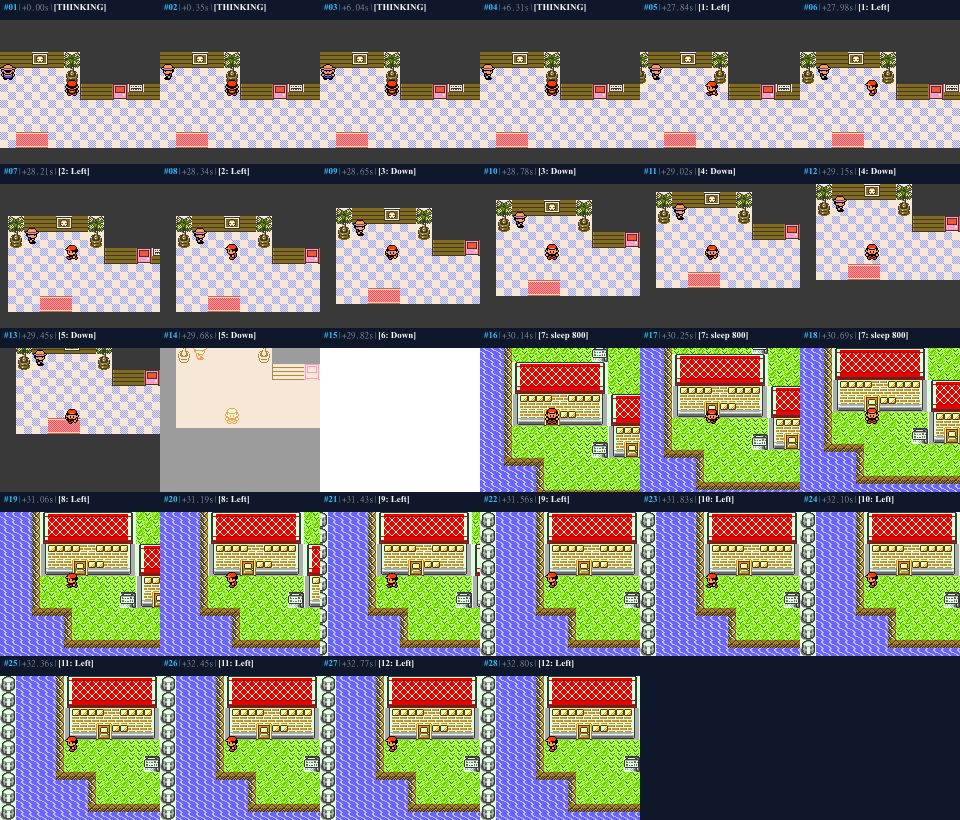 #01|+0.00s|[THINKING]
#02|+0.35s|[THINKING]
#03|+6.04s|[THINKING]
#04|+6.31s|[THINKING]
#05|+27.84s|[1: Left]
#06|+27.98s|[1: Left]
#07|+28.21s|[2: Left]
#08|+28.34s|[2: Left]
#09|+28.65s|[3: Down]
#10|+28.78s|[3: Down]
#11|+29.02s|[4: Down]
#12|+29.15s|[4: Down]
#13|+29.45s|[5: Down]
#14|+29.68s|[5: Down]
#15|+29.82s|[6: Down]
#16|+30.14s|[7: sleep 800]
#17|+30.25s|[7: sleep 800]
#18|+30.69s|[7: sleep 800]
#19|+31.06s|[8: Left]
#20|+31.19s|[8: Left]
#21|+31.43s|[9: Left]
#22|+31.56s|[9: Left]
#23|+31.83s|[10: Left]
#24|+32.10s|[10: Left]
#25|+32.36s|[11: Left]
#26|+32.45s|[11: Left]
#27|+32.77s|[12: Left]
#28|+32.80s|[12: Left]